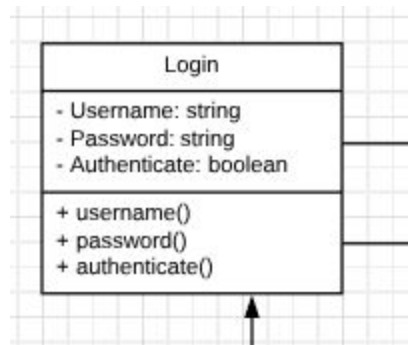 Login
- Username: string
- Password: string
- Authenticate: boolean
+ username()
+ password()
+ authenticate()